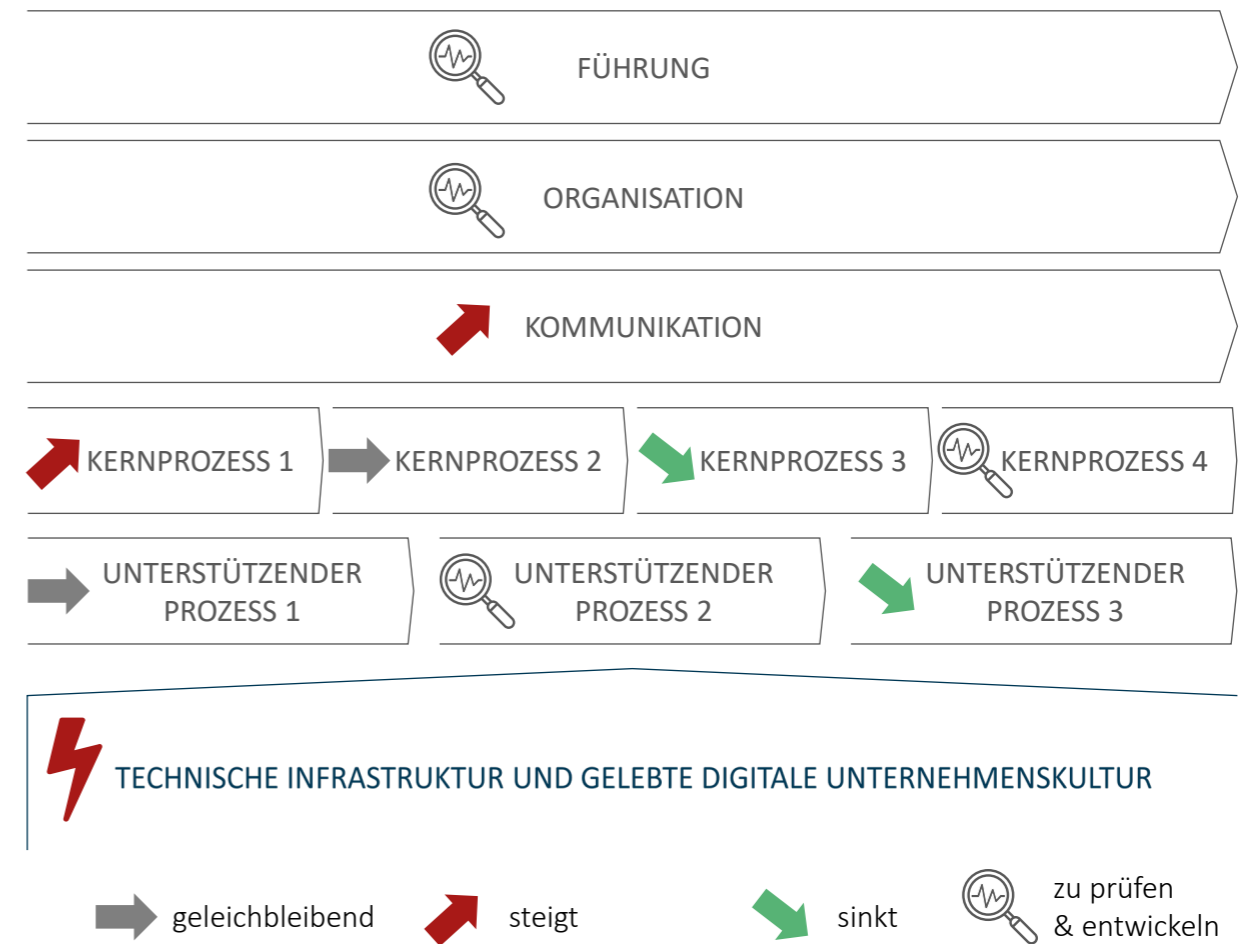 FÜHRUNG
ORGANISATION
KOMMUNIKATION
KERNPROZESS 1
KERNPROZESS 2
KERNPROZESS 3
KERNPROZESS 4
UNTERSTÜTZENDER
PROZESS 1
UNTERSTÜTZENDER
PROZESS 2
UNTERSTÜTZENDER
PROZESS 3
TECHNISCHE INFRASTRUKTUR UND GELEBTE DIGITALE UNTERNEHMENSKULTUR
geleichbleibend
steigt
sinkt
zu prüfen
& entwickeln